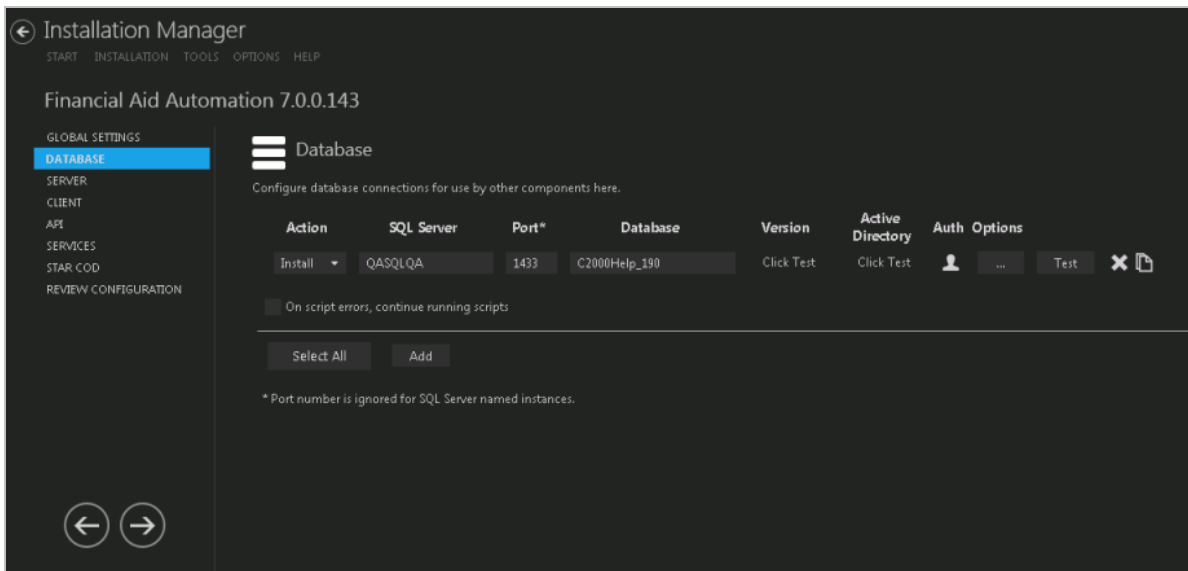 Installation Manager
START INSTALLATION TOOLS OPTIONS HELP
Financial Aid Automation 7.0.0.143
GLOBAL SETTINGS
DATABASE
SERVER
CLIENT
API
SERVICES
STAR COD
REVIEW CONFIGURATION
Database
Configure database connections for use by other components here.
Action SQL Server Port* Database Version Active Directory Auth Options
Install QASQLQA 1433 C2000Help_190 Click Test Click Test ... Test
On script errors, continue running scripts
Select All Add
* Port number is ignored for SQL Server named instances.